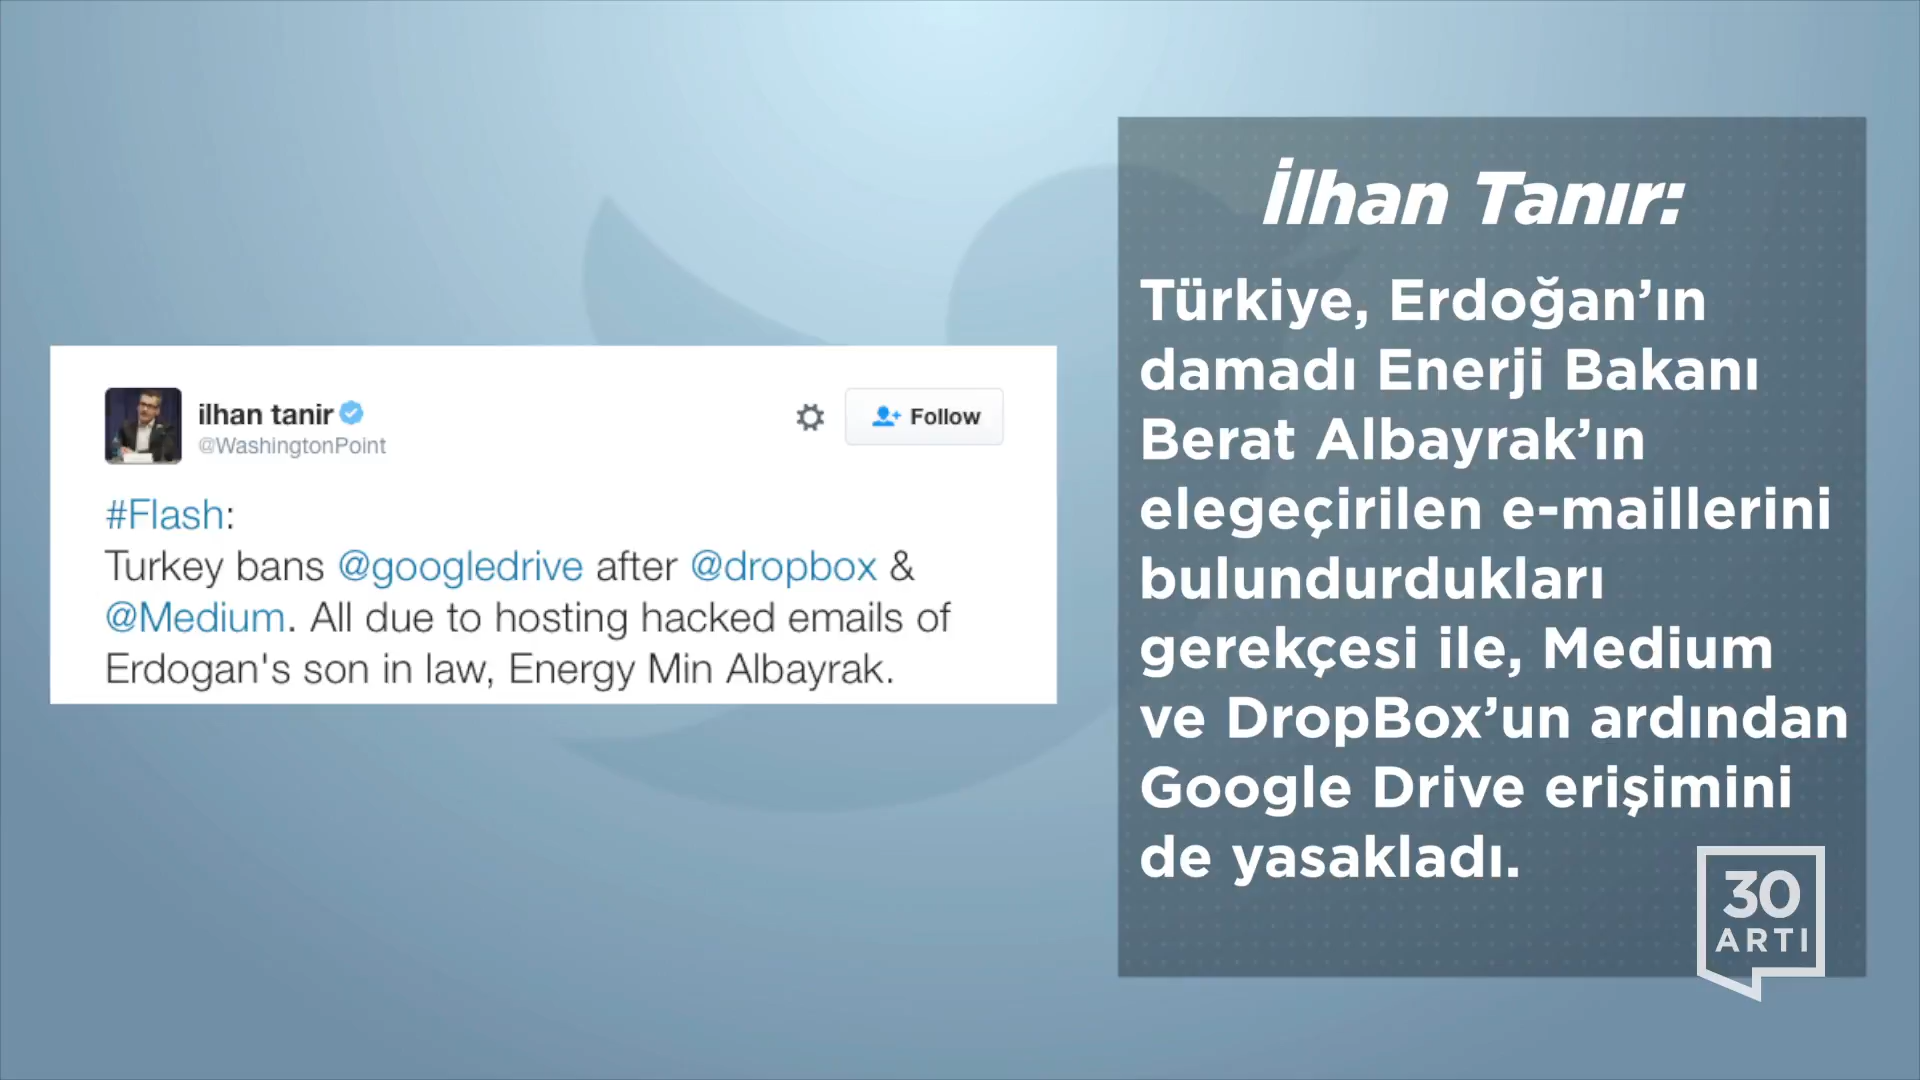 ilhan tanir
@WashingtonPoint
Follow
#Flash:
Turkey bans @googledrive after @dropbox &
@Medium. All due to hosting hacked emails of
Erdogan's son in law, Energy Min Albayrak.
İlhan Tanır:
Türkiye, Erdoğan’ın
damadı Enerji Bakanı
Berat Albayrak’ın
elegeçirilen e-maillerini
bulundurdukları
gerekçesi ile, Medium
ve DropBox’un ardından
Google Drive erişimini
de yasakladı.
30
ARTI